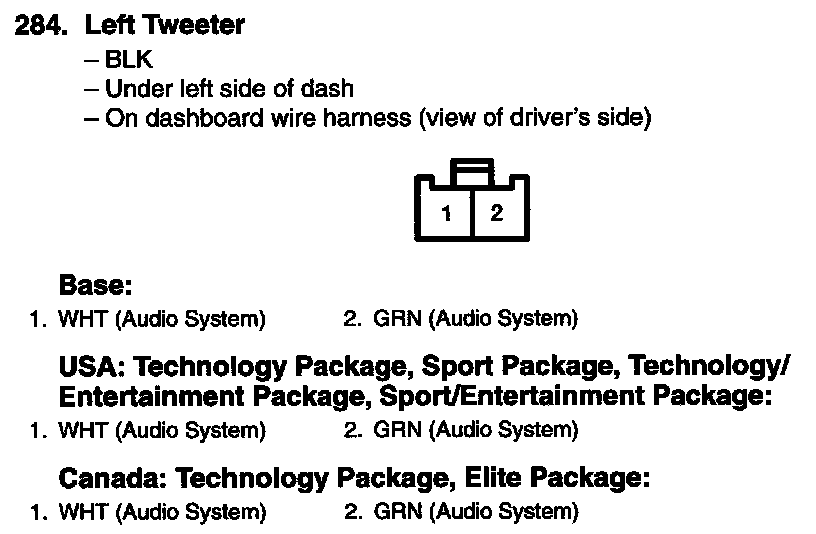 284. Left Tweeter
– BLK
– Under left side of dash
– On dashboard wire harness (view of driver's side)
1 2
Base:
1. WHT (Audio System) 2. GRN (Audio System)
USA: Technology Package, Sport Package, Technology/
Entertainment Package, Sport/Entertainment Package:
1. WHT (Audio System) 2. GRN (Audio System)
Canada: Technology Package, Elite Package:
1. WHT (Audio System) 2. GRN (Audio System)